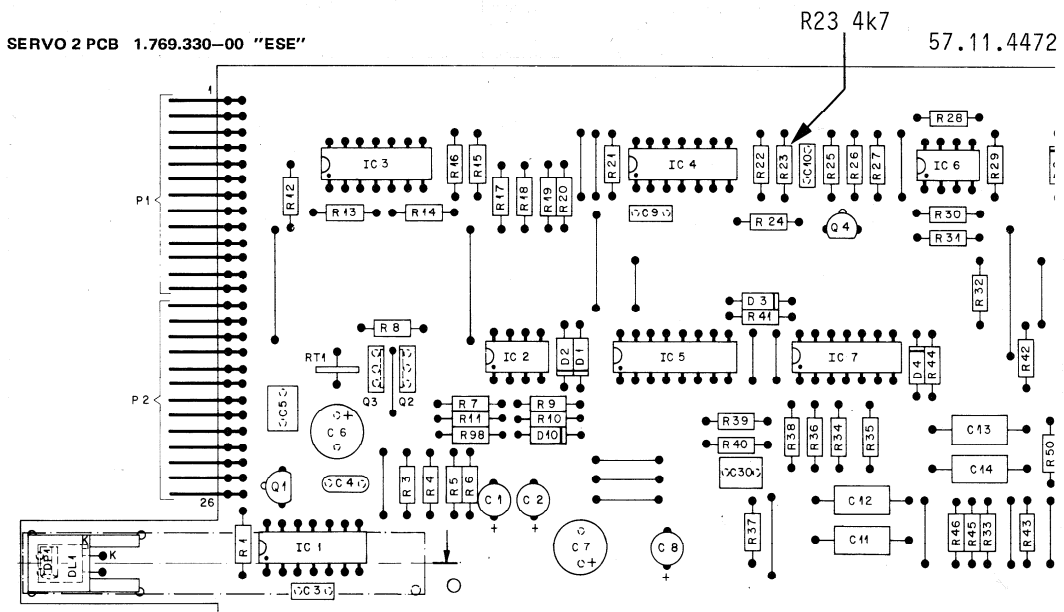 R23 4k7
SERVO 2 PCB 1.769.330–00 "ESE"
57.11.4472
1
P1
R12
IC 3
R13
R14
R16
R15
R17
R18
R19
R20
R21
IC 4
C9
R22
R23
C10
R25
R26
R27
R24
Q4
R28
IC 6
R29
R30
R31
R32
D3
R41
R8
RT1
Q3
Q2
C5
C6
IC 2
D2
D1
IC 5
IC 7
D4
R44
R42
P2
R7
R9
R11
R10
R98
D10
R39
R40
C30
R38
R36
R34
R35
C13
C14
R50
26
Q1
C4
R3
R4
R5
R6
C1
C2
+
+
+
C7
+
C8
+
R37
C12
C11
R46
R45
R33
R43
R1
IC 1
C3
DP1
DL1
K
K